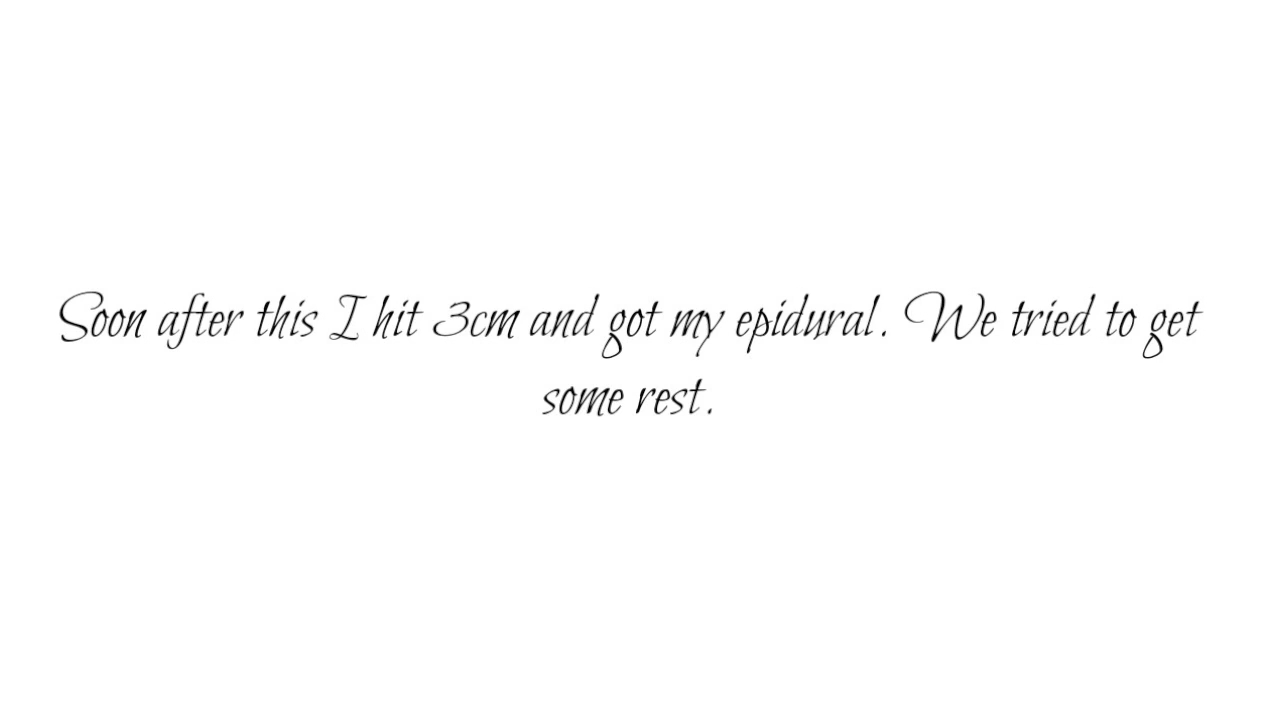 Soon after this I hit 3cm and got my epidural. We tried to get
some rest.